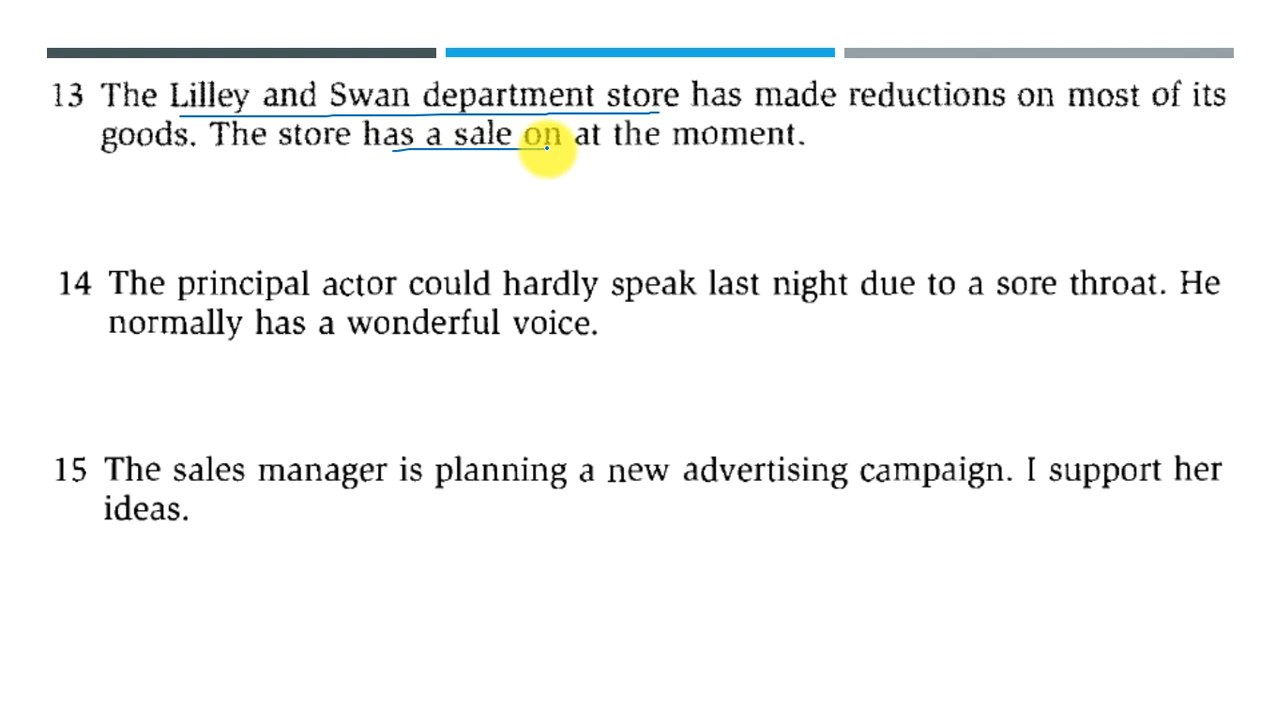 13 The Lilley and Swan department store has made reductions on most of its
goods. The store has a sale on at the moment.
14 The principal actor could hardly speak last night due to a sore throat. He
normally has a wonderful voice.
15 The sales manager is planning a new advertising campaign. I support her
ideas.